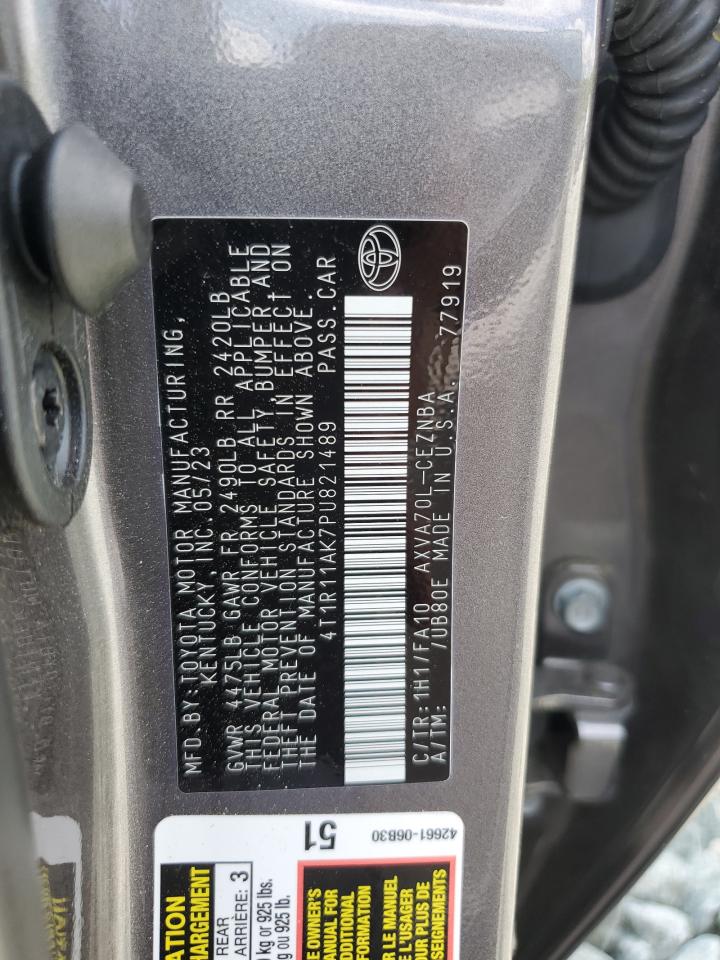 MFD.BY:TOYOTA MOTOR MANUFACTURING,
KENTUCKY, INC. 05/23
GVWR 4475LB GAWR FR 2490LB RR 2420LB
THIS VEHICLE CONFORMS TO ALL APPLICABLE
FEDERAL MOTOR VEHICLE SAFETY, BUMPER AND
THEFT PREVENTION STANDARDS IN EFFECT ON
THE DATE OF MANUFACTURE SHOWN ABOVE.
4T1R11AK7PU821489 PASS.CAR
C/TR:1H1/FA10 AXVA70L-CEZNBA
A/TM: /UB80E MADE IN U.S.A. 77919
51
42661-06B30
TION
CHARGEMENT
REAR
ARRIÈRE: 3
kg or 925 lbs.
kg ou 925 lb.
E OWNER'S
MANUAL FOR
ADDITIONAL
FORMATION
R LE MANUEL
DE L'USAGER
OUR PLUS DE
SEIGNEMENTS